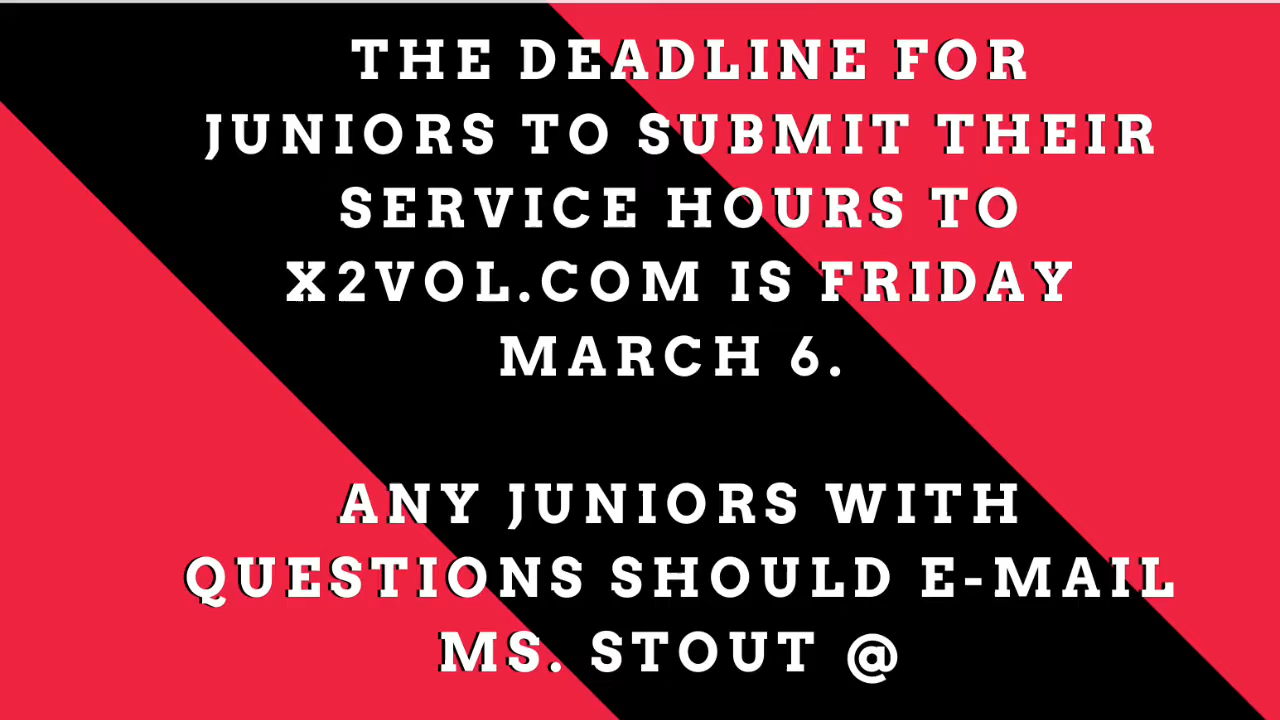 THE DEADLINE FOR
JUNIORS TO SUBMIT THEIR
SERVICE HOURS TO
X2VOL.COM IS FRIDAY
MARCH 6.
ANY JUNIORS WITH
QUESTIONS SHOULD E-MAIL
MS. STOUT @